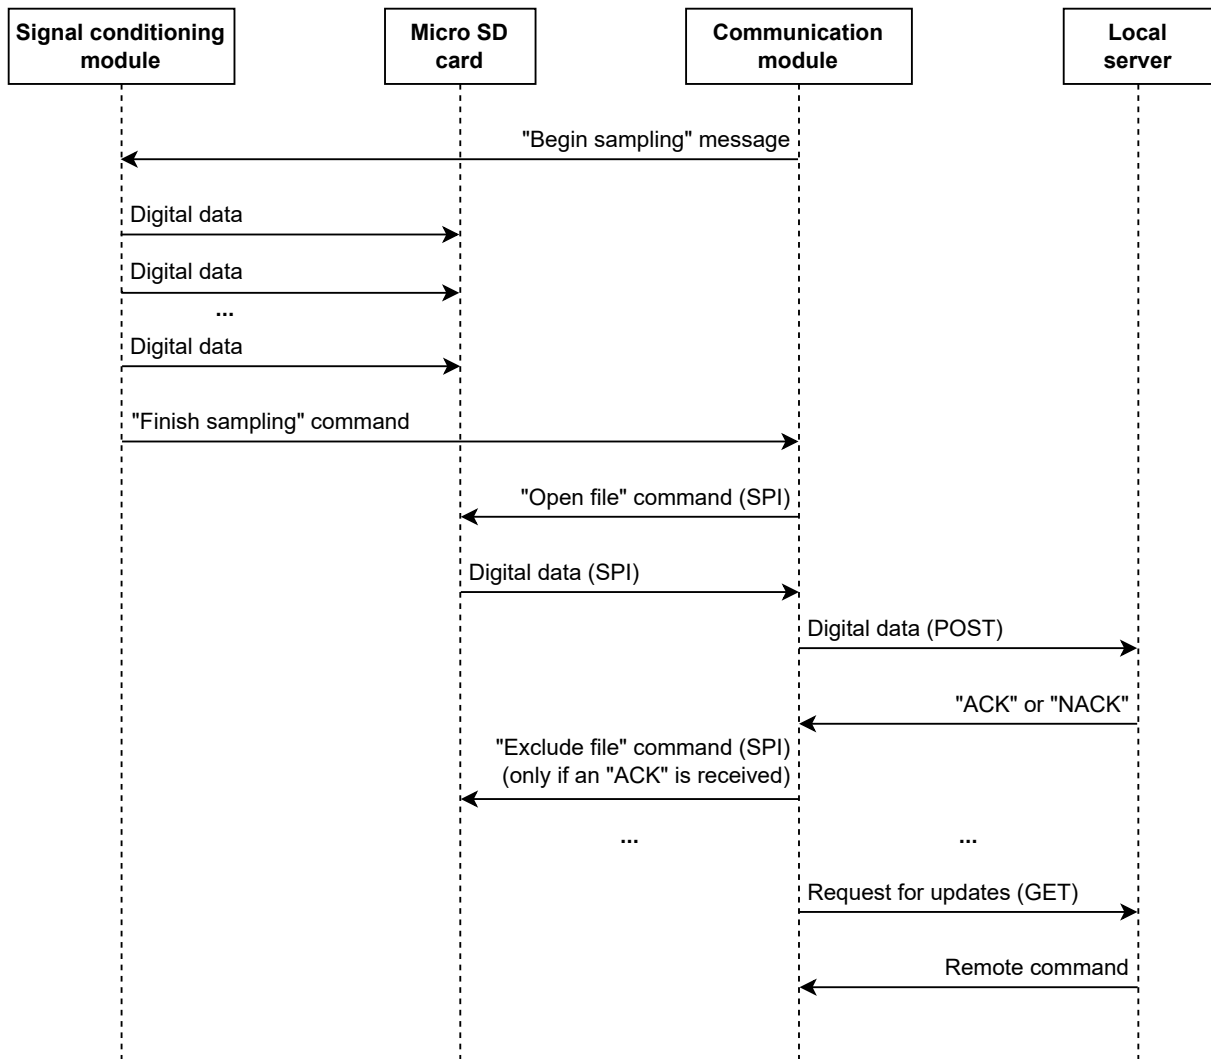 Signal conditioning
module
Micro SD
card
Communication
module
Local
server
"Begin sampling" message
Digital data
Digital data
...
Digital data
"Finish sampling" command
"Open file" command (SPI)
Digital data (SPI)
Digital data (POST)
"ACK" or "NACK"
"Exclude file" command (SPI)
(only if an "ACK" is received)
...
...
Request for updates (GET)
Remote command